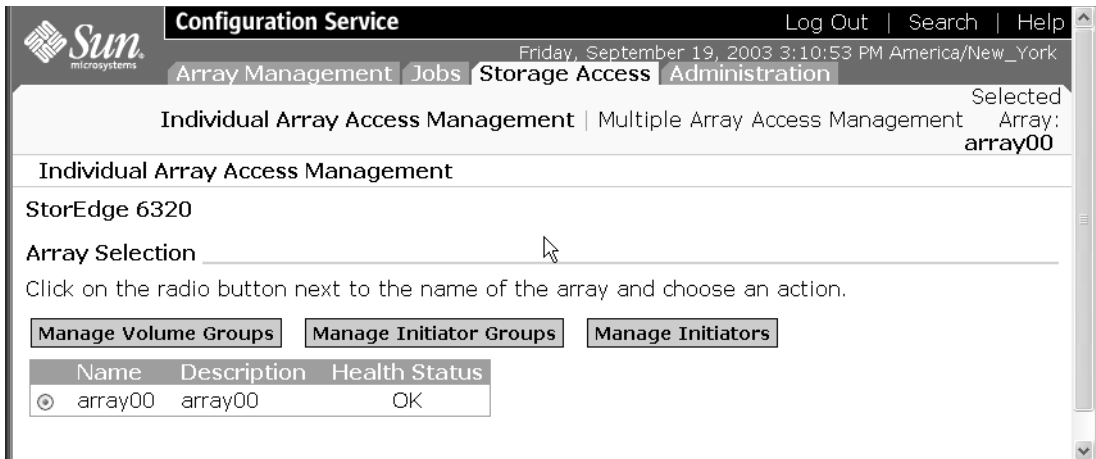 Sun
microsystems
Configuration Service
Log Out | Search | Help
Friday, September 19, 2003 3:10:53 PM America/New_York
Array Management Jobs Storage Access Administration
Individual Array Access Management | Multiple Array Access Management
Selected
Array:
array00
Individual Array Access Management
StorEdge 6320
Array Selection
Click on the radio button next to the name of the array and choose an action.
Manage Volume Groups Manage Initiator Groups Manage Initiators
Name Description Health Status
array00 array00 OK